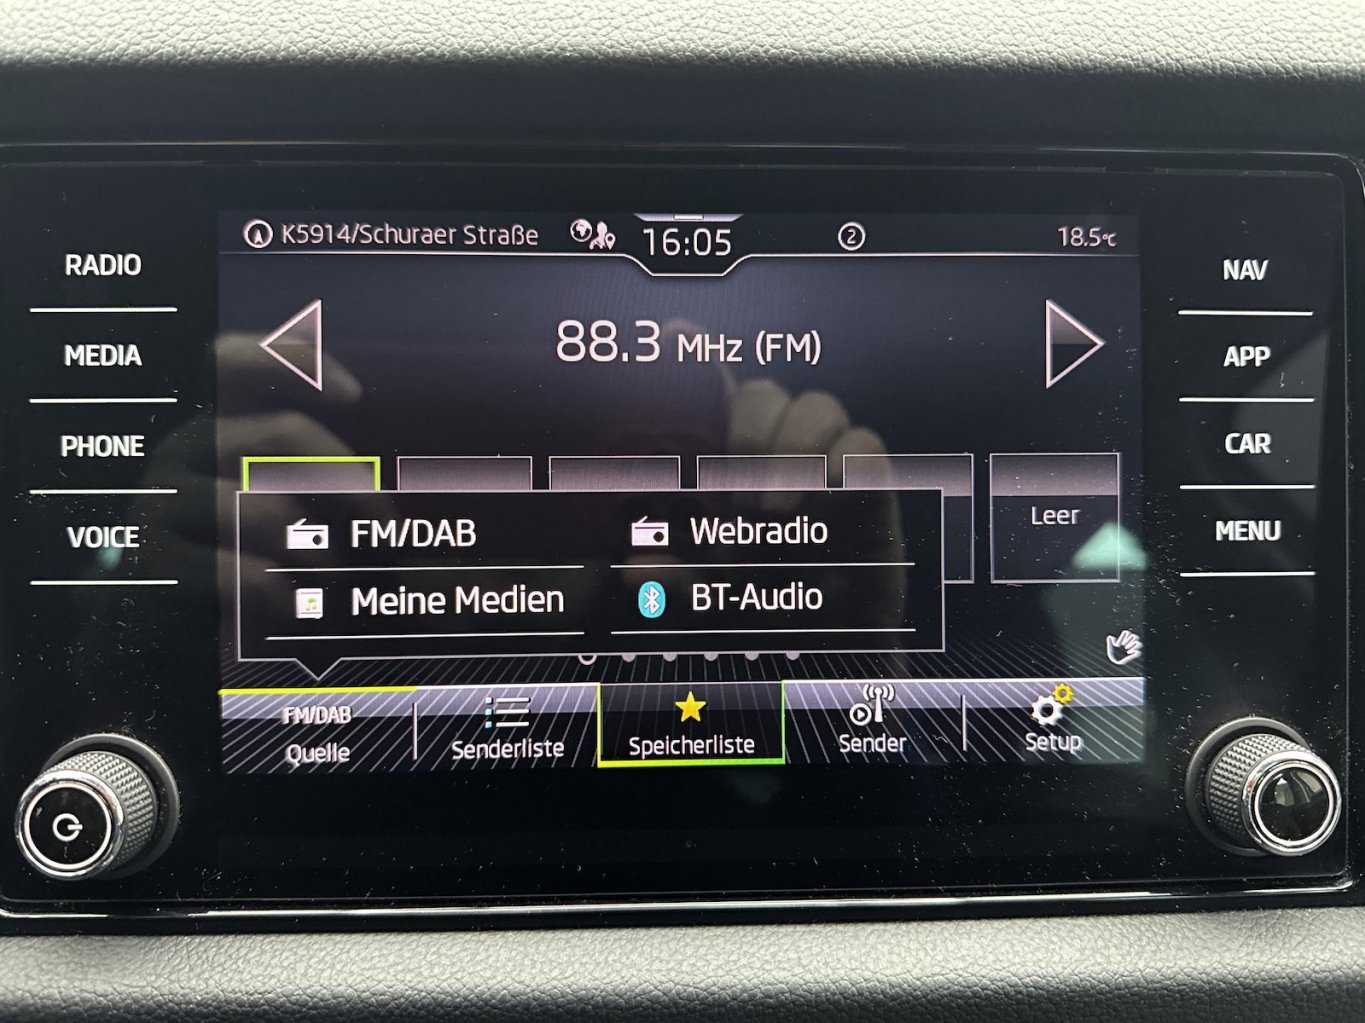 RADIO
MEDIA
PHONE
VOICE
K5914/Schuraer Straße
16:05
2
18.5°C
88.3 MHz (FM)
Leer
FM/DAB
Webradio
Meine Medien
BT-Audio
FM/DAB
Quelle
Senderliste
Speicherliste
Sender
Setup
NAV
APP
CAR
MENU